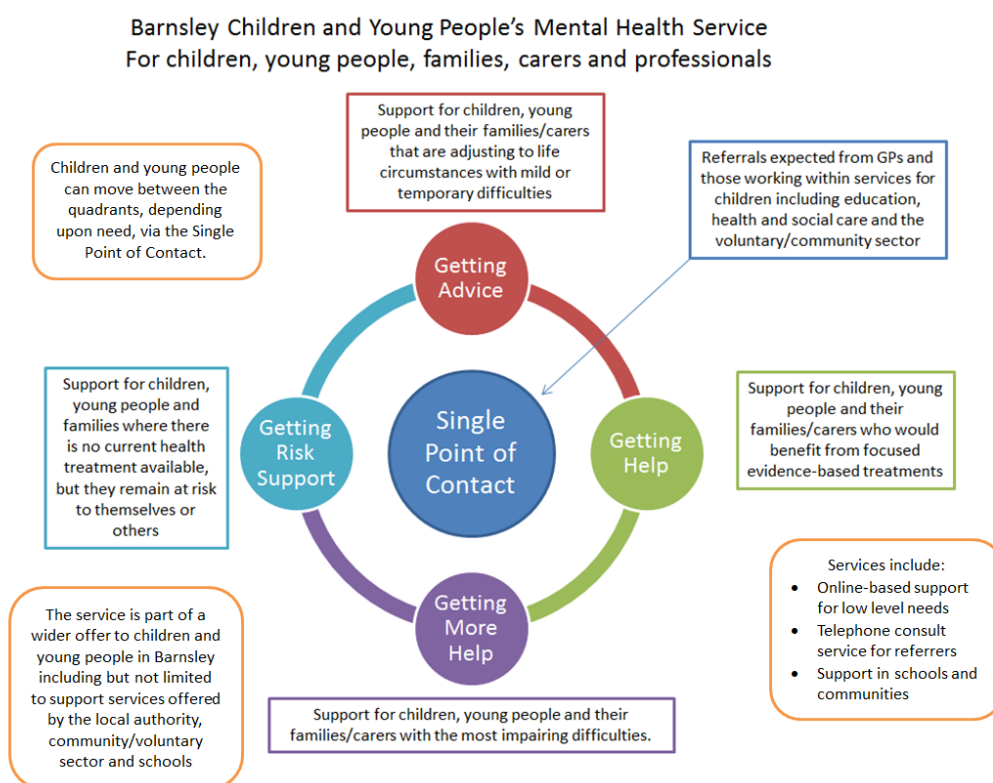 Barnsley Children and Young People's Mental Health Service
For children, young people, families, carers and professionals
Support for children, young
people and their families/carers
that are adjusting to life
circumstances with mild or
temporary difficulties
Children and young people
can move between the
quadrants, depending
upon need, via the Single
Point of Contact.
Referrals expected from GPs and
those working within services for
children including education,
health and social care and the
voluntary/community sector
Getting
Advice
Support for children,
young people and
families where there
is no current health
treatment available,
but they remain at risk
to themselves or
others
Getting
Risk
Support
Single
Point of
Contact
Getting
Help
Support for children, young
people and their
families/carers who would
benefit from focused
evidence-based treatments
Getting
More
Help
The service is part of a
wider offer to children and
young people in Barnsley
including but not limited
to support services offered
by the local authority,
community/voluntary
sector and schools
Services include:
• Online-based support
for low level needs
• Telephone consult
service for referrers
• Support in schools and
communities
Support for children, young people and their
families/carers with the most impairing difficulties.